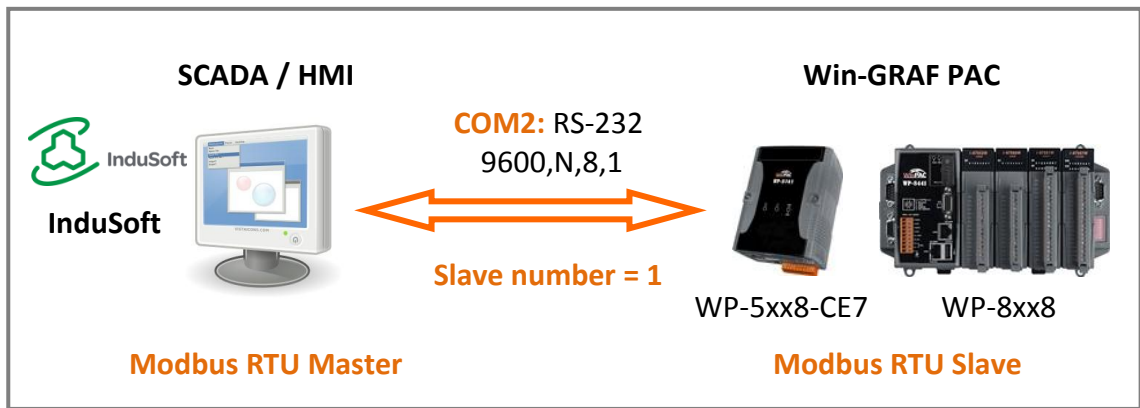 SCADA / HMI
Win-GRAF PAC
COM2: RS-232
9600,N,8,1
InduSoft
InduSoft
Slave number = 1
WP-5xx8-CE7
WP-8xx8
Modbus RTU Master
Modbus RTU Slave